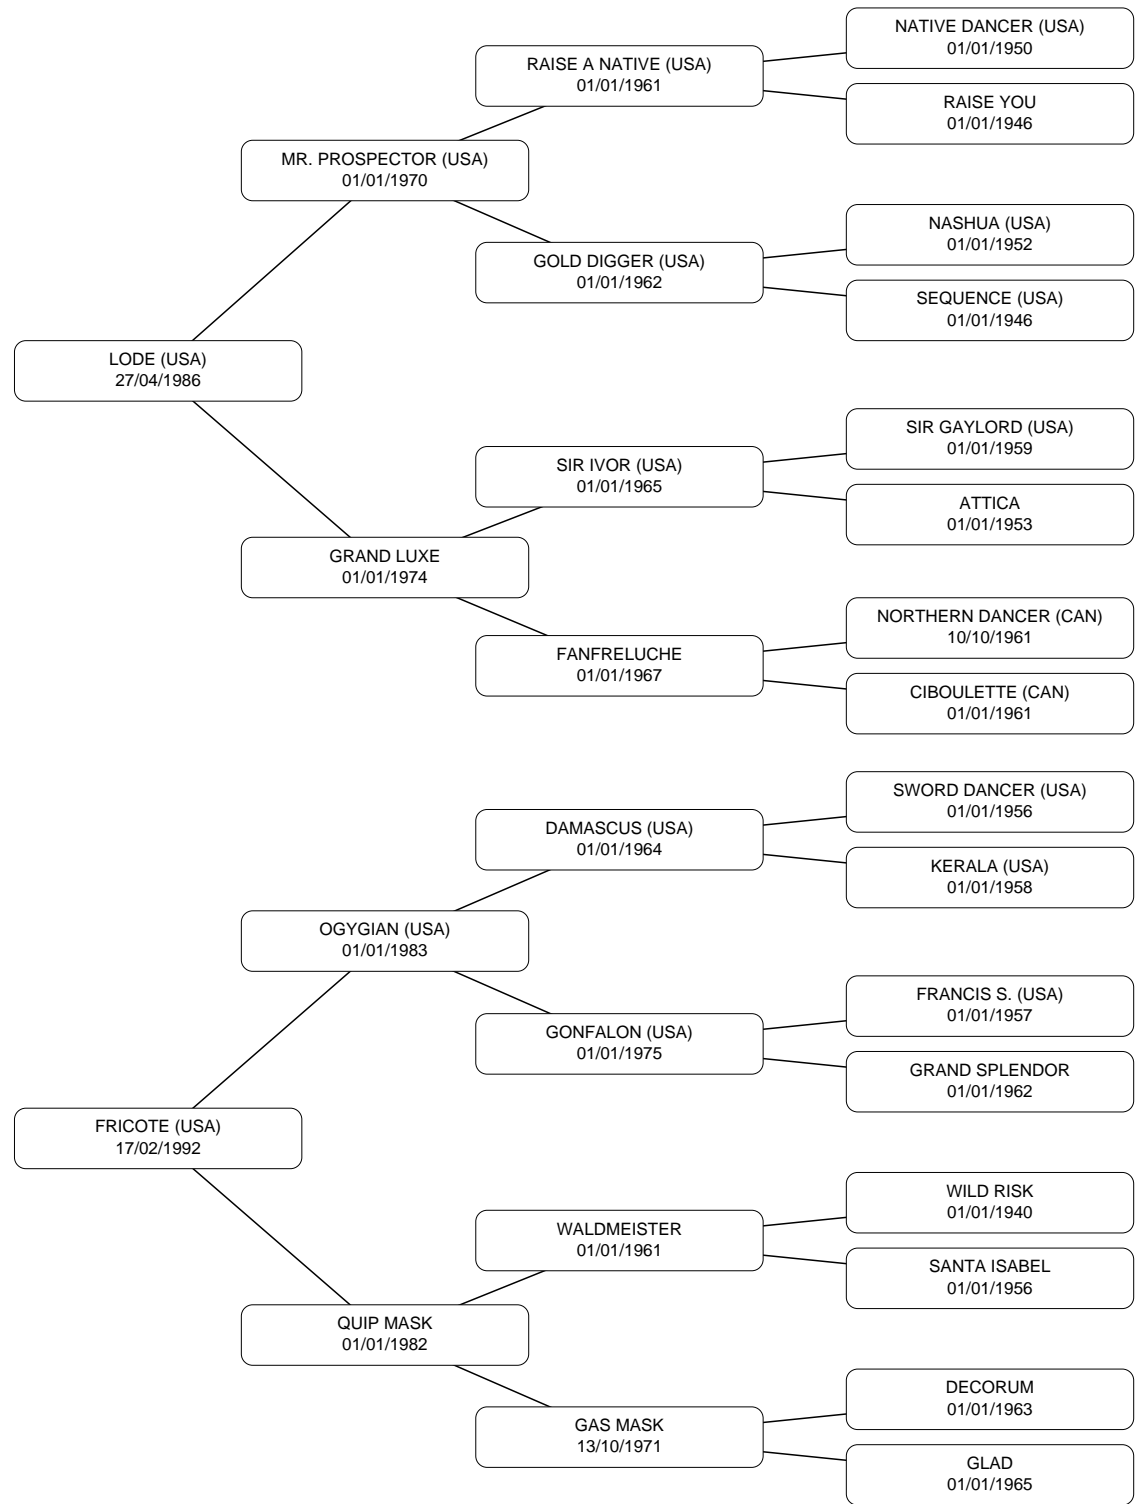 NATIVE DANCER (USA)
01/01/1950
RAISE A NATIVE (USA)
01/01/1961
RAISE YOU
01/01/1946
MR. PROSPECTOR (USA)
01/01/1970
NASHUA (USA)
01/01/1952
GOLD DIGGER (USA)
01/01/1962
SEQUENCE (USA)
01/01/1946
LODE (USA)
27/04/1986
SIR GAYLORD (USA)
01/01/1959
SIR IVOR (USA)
01/01/1965
ATTICA
01/01/1953
GRAND LUXE
01/01/1974
NORTHERN DANCER (CAN)
10/10/1961
FANFRELUCHE
01/01/1967
CIBOULETTE (CAN)
01/01/1961
SWORD DANCER (USA)
01/01/1956
DAMASCUS (USA)
01/01/1964
KERALA (USA)
01/01/1958
OGYGIAN (USA)
01/01/1983
FRANCIS S. (USA)
01/01/1957
GONFALON (USA)
01/01/1975
GRAND SPLENDOR
01/01/1962
FRICOTE (USA)
17/02/1992
WILD RISK
01/01/1940
WALDMEISTER
01/01/1961
SANTA ISABEL
01/01/1956
QUIP MASK
01/01/1982
DECORUM
01/01/1963
GAS MASK
13/10/1971
GLAD
01/01/1965